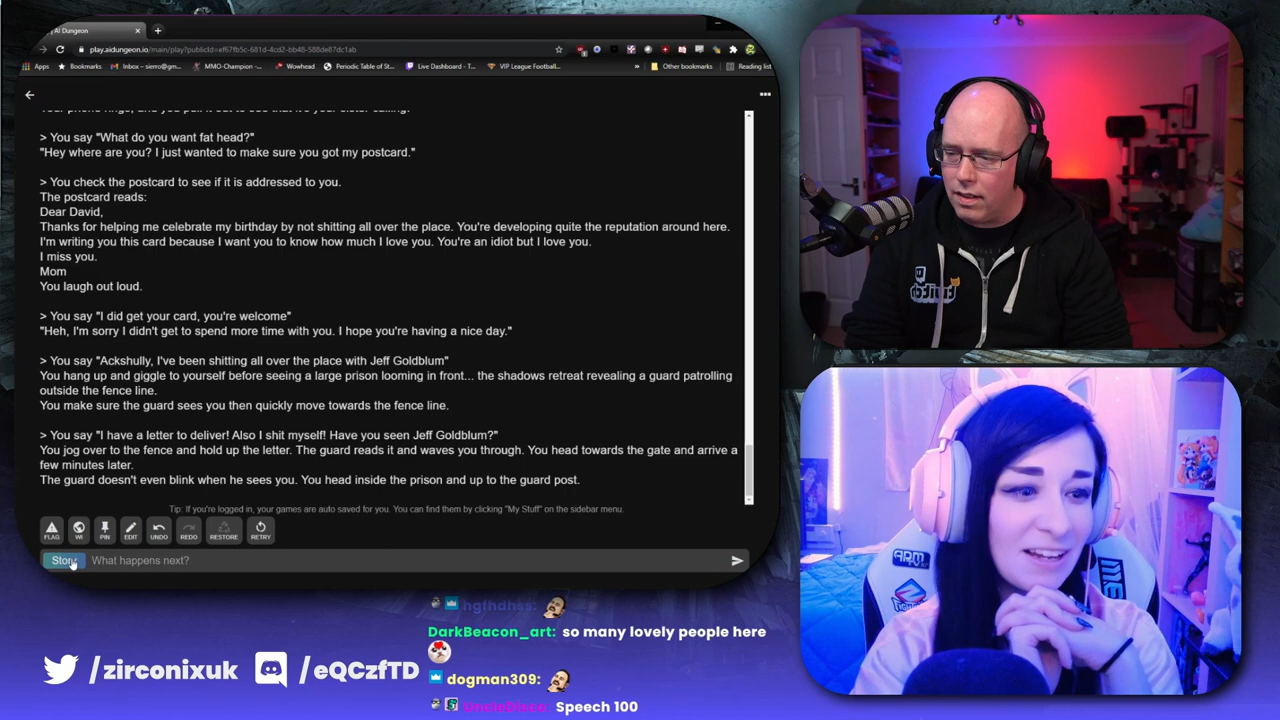 AI Dungeon
play.aidungeon.io/main/play?publicId=ef67fb5c-681d-4cd2-bb48-588de87dc1ab
Apps Bookmarks Inbox – sierro@gm... MMO-Champion –... Wowhead Periodic Table of St... Live Dashboard - T... VIP League Football... » Other bookmarks Reading list
> You say "What do you want fat head?"
"Hey where are you? I just wanted to make sure you got my postcard."
> You check the postcard to see if it is addressed to you.
The postcard reads:
Dear David,
Thanks for helping me celebrate my birthday by not shitting all over the place. You're developing quite the reputation around here.
I'm writing you this card because I want you to know how much I love you. You're an idiot but I love you.
I miss you.
Mom
You laugh out loud.
> You say "I did get your card, you're welcome"
"Heh, I'm sorry I didn't get to spend more time with you. I hope you're having a nice day."
> You say "Ackshully, I've been shitting all over the place with Jeff Goldblum"
You hang up and giggle to yourself before seeing a large prison looming in front... the shadows retreat revealing a guard patrolling
outside the fence line.
You make sure the guard sees you then quickly move towards the fence line.
> You say "I have a letter to deliver! Also I shit myself! Have you seen Jeff Goldblum?"
You jog over to the fence and hold up the letter. The guard reads it and waves you through. You head towards the gate and arrive a
few minutes later.
The guard doesn't even blink when he sees you. You head inside the prison and up to the guard post.
Tip: If you're logged in, your games are auto saved for you. You can find them by clicking "My Stuff" on the sidebar menu.
FLAG WI PIN EDIT UNDO REDO RESTORE RETRY
Story What happens next?
hgfhdhss:
DarkBeacon_art: so many lovely people here
dogman309:
UncleDisco: Speech 100
/zirconixuk /eQCzfTD
twitch
ARM